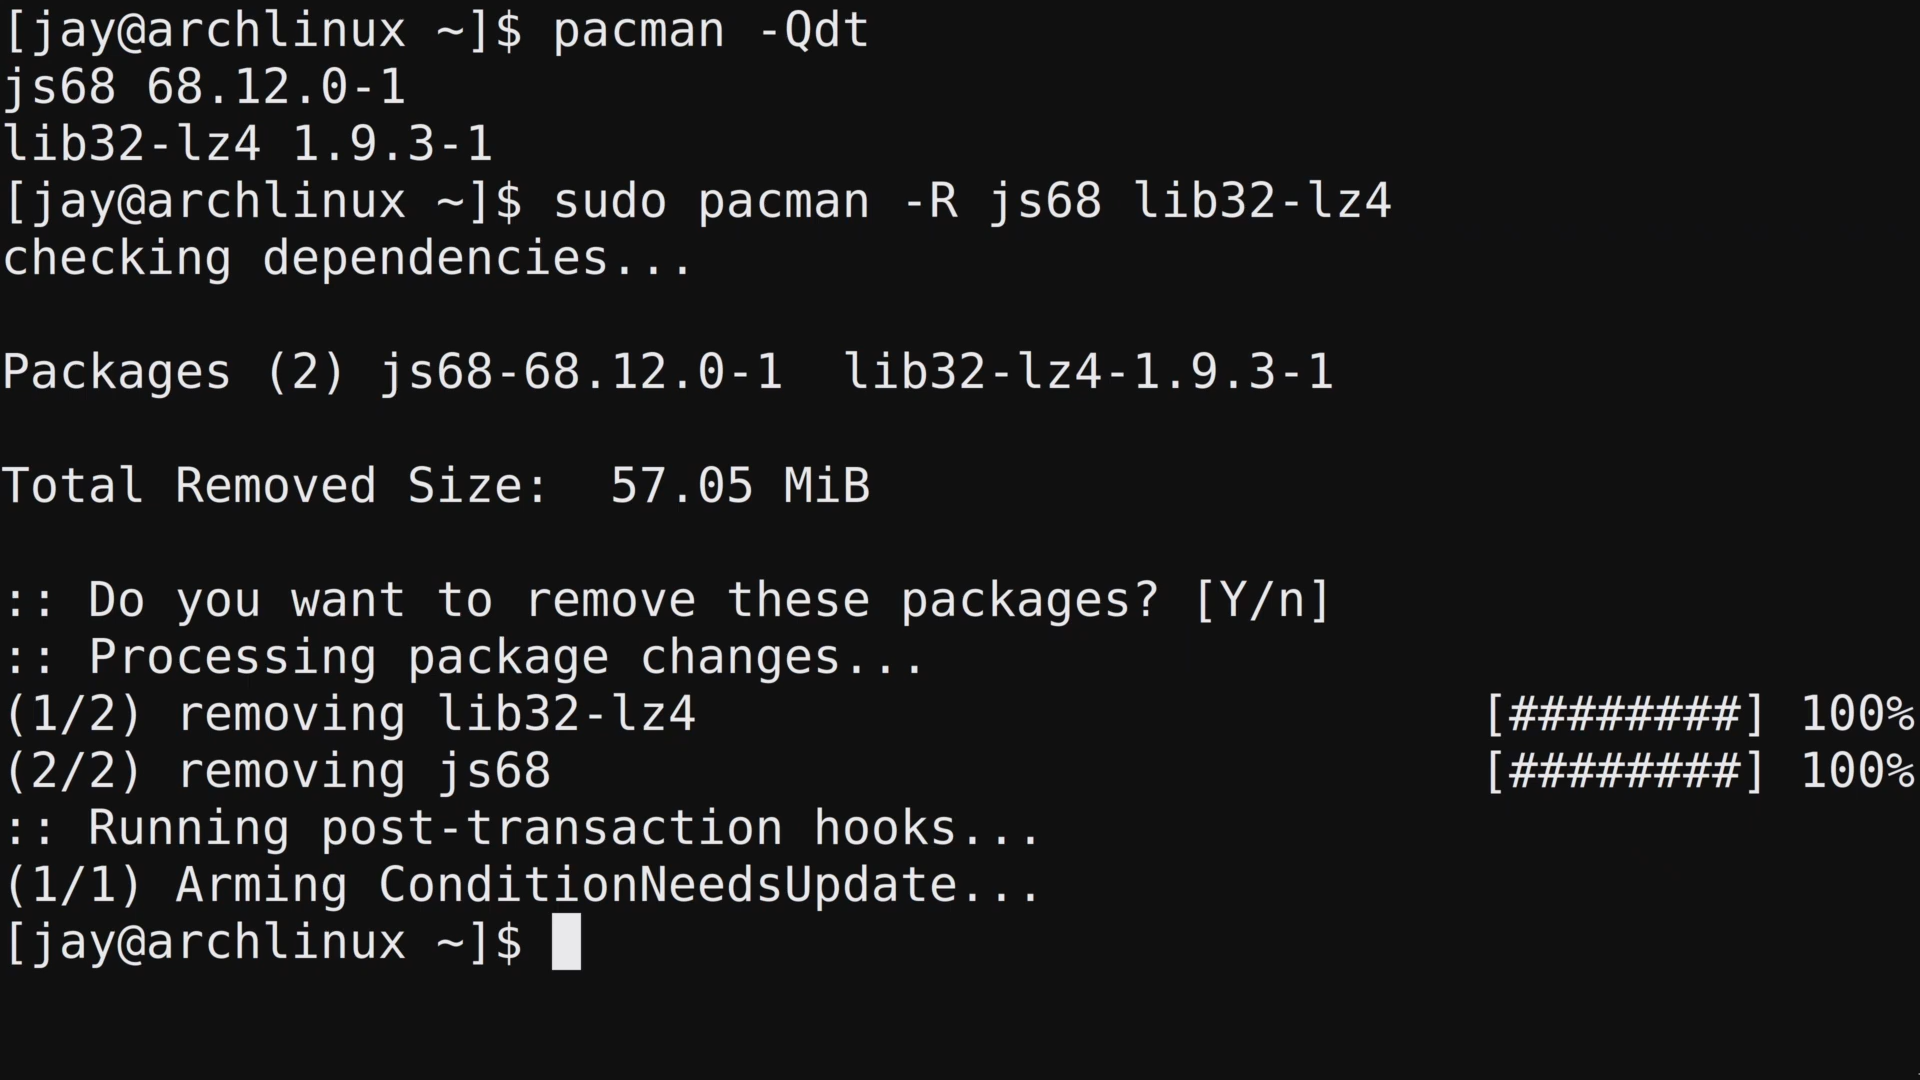 [jay@archlinux ~]$ pacman -Qdt
js68 68.12.0-1
lib32-lz4 1.9.3-1
[jay@archlinux ~]$ sudo pacman -R js68 lib32-lz4
checking dependencies...
Packages (2) js68-68.12.0-1  lib32-lz4-1.9.3-1
Total Removed Size:  57.05 MiB
:: Do you want to remove these packages? [Y/n]
:: Processing package changes...
(1/2) removing lib32-lz4 [########] 100%
(2/2) removing js68 [########] 100%
:: Running post-transaction hooks...
(1/1) Arming ConditionNeedsUpdate...
[jay@archlinux ~]$